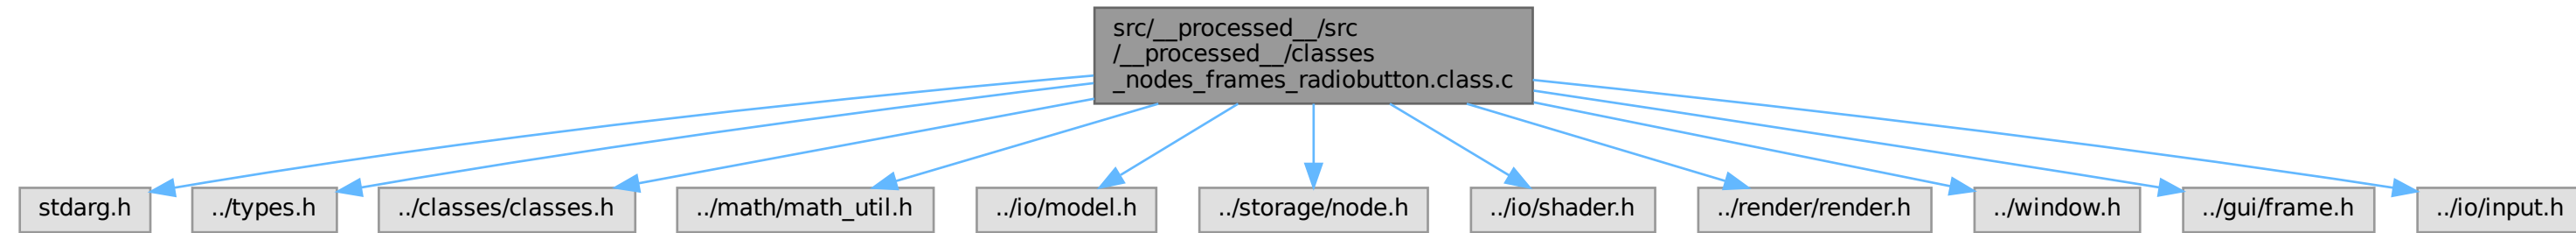 src/__processed__/src
/__processed__/classes
_nodes_frames_radiobutton.class.c
stdarg.h
../types.h
../classes/classes.h
../math/math_util.h
../io/model.h
../storage/node.h
../io/shader.h
../render/render.h
../window.h
../gui/frame.h
../io/input.h